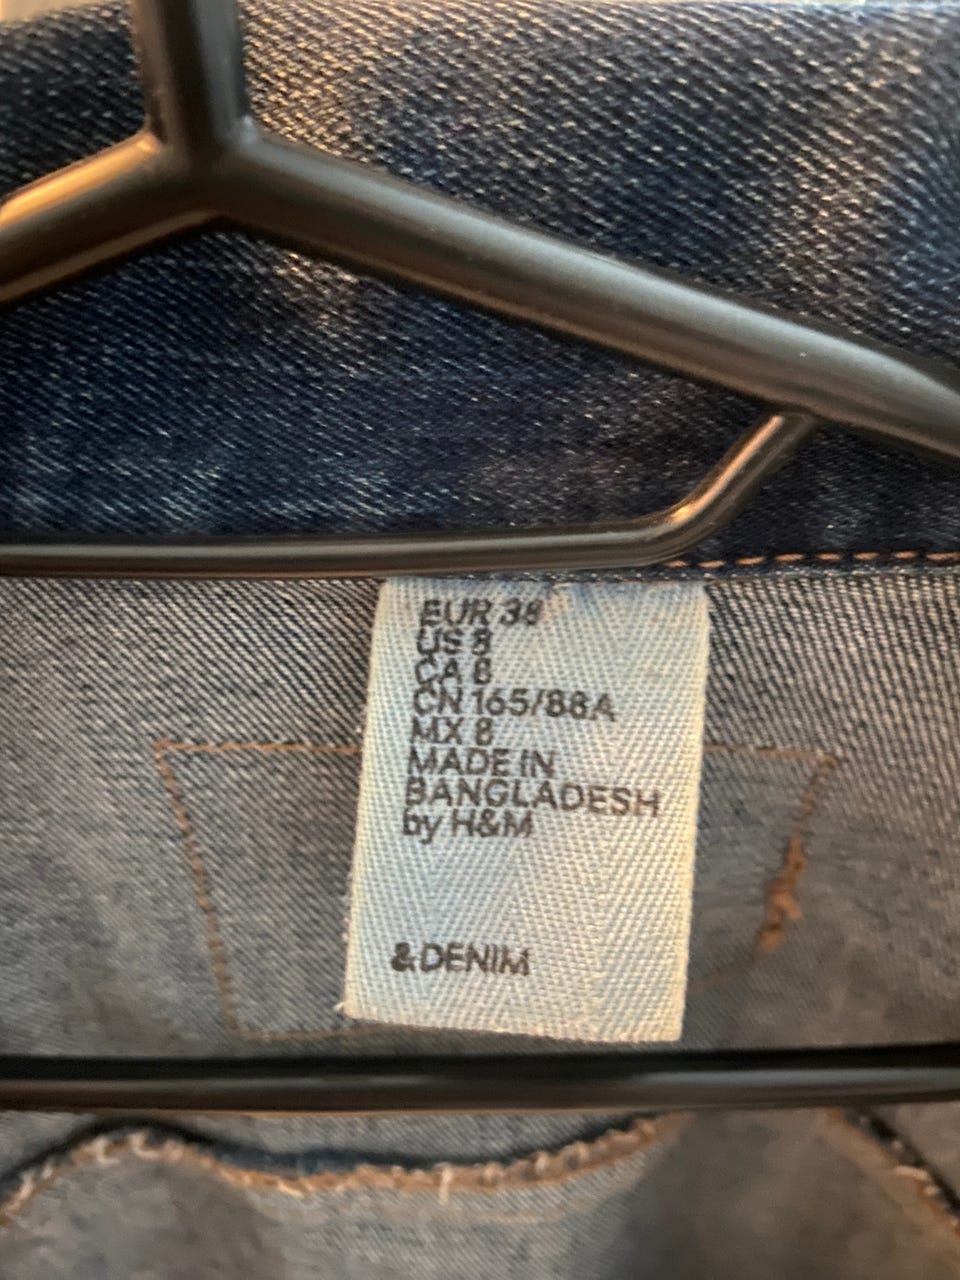 EUR 38
US 8
CA 8
CN 165/88A
MX 8
MADE IN
BANGLADESH
by H&M
& DENIM